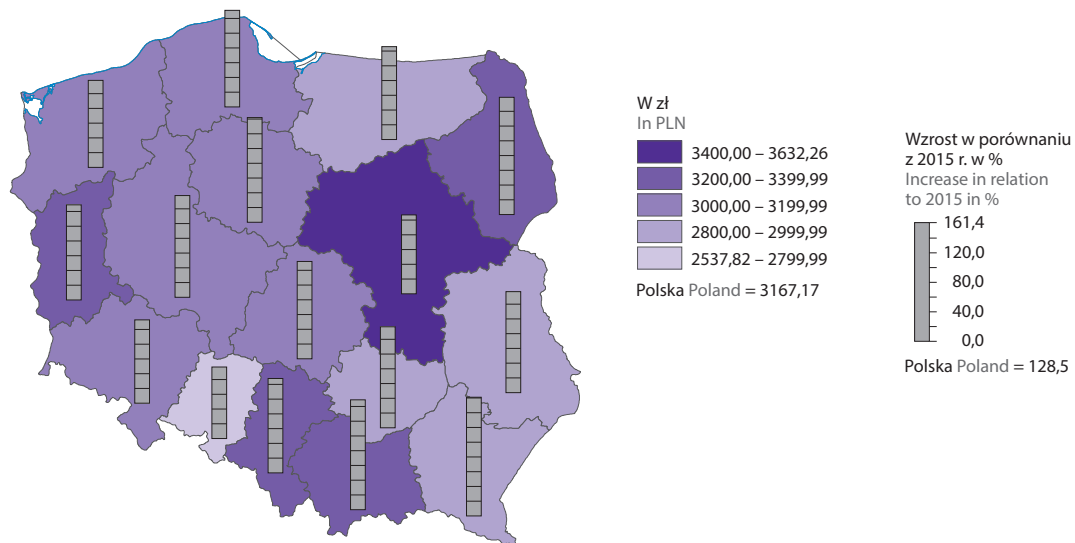 W zł
In PLN
3400,00 – 3632,26
3200,00 – 3399,99
3000,00 – 3199,99
2800,00 – 2999,99
2537,82 – 2799,99
Polska Poland = 3167,17
Wzrost w porównaniu
z 2015 r. w %
Increase in relation
to 2015 in %
161,4
120,0
80,0
40,0
0,0
Polska Poland = 128,5